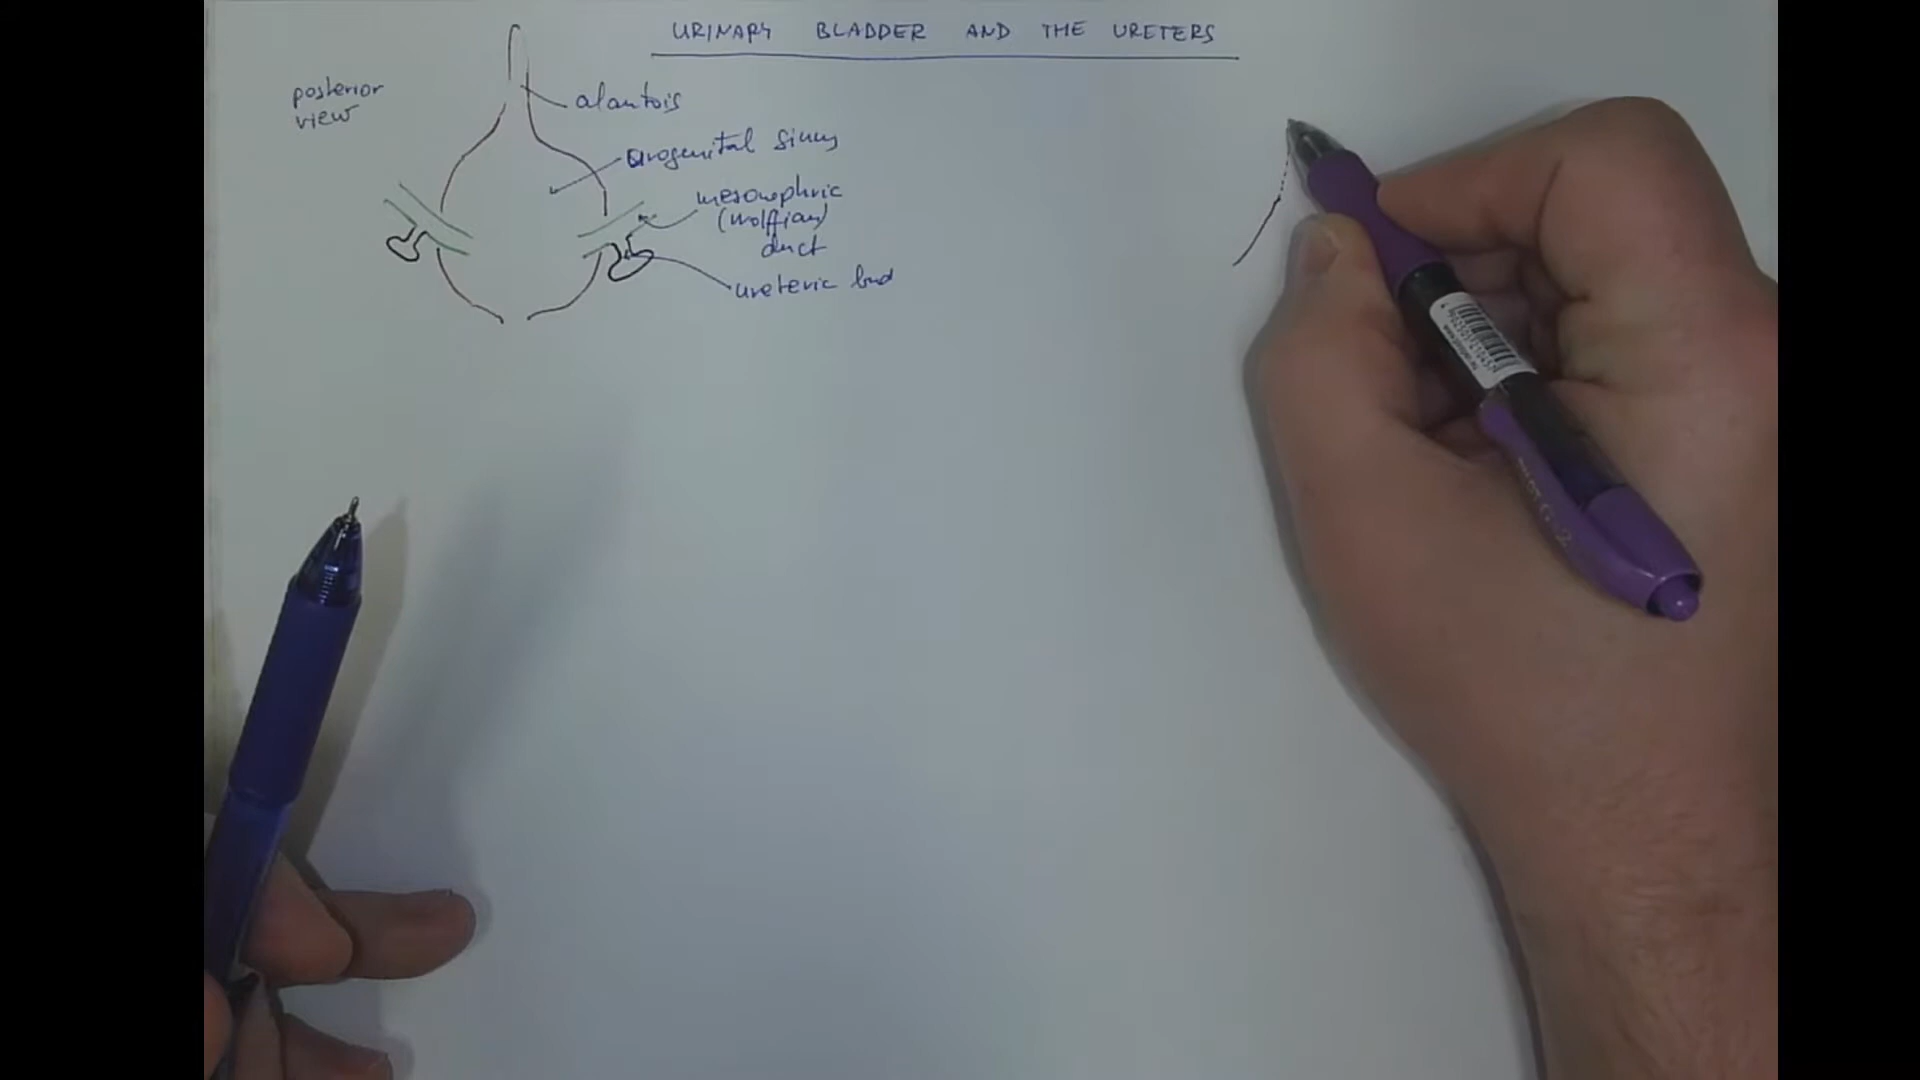 URINARY BLADDER AND THE URETERS
posterior
view
alantois
urogenital sinus
mesonephric
(Wolffian)
duct
ureteric bud